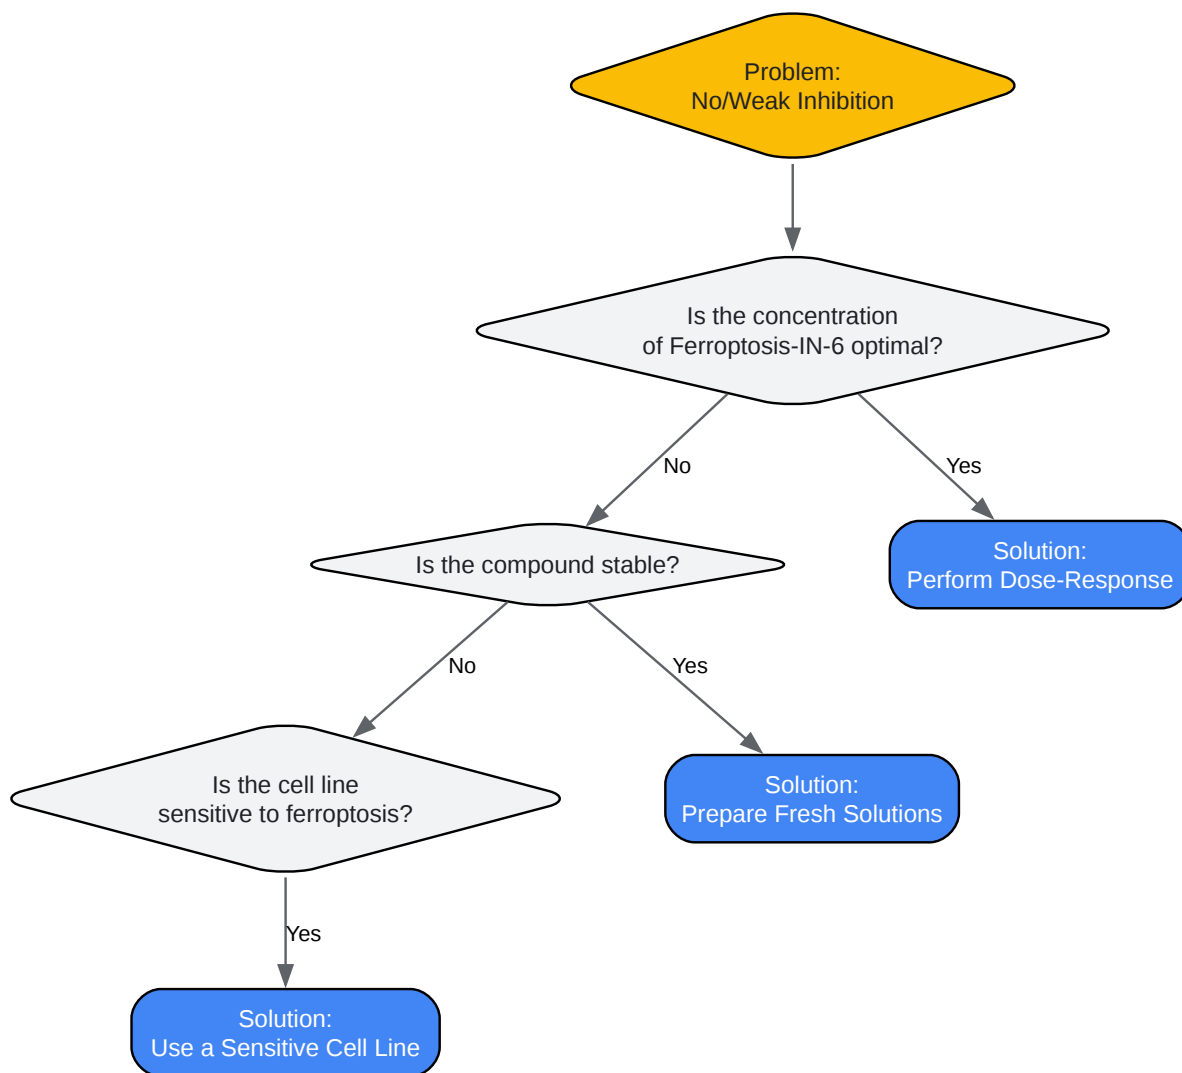 Problem:
No/Weak Inhibition
Is the concentration
of Ferroptosis-IN-6 optimal?
No
Yes
Solution:
Perform Dose-Response
Is the compound stable?
No
Yes
Solution:
Prepare Fresh Solutions
Is the cell line
sensitive to ferroptosis?
Yes
Solution:
Use a Sensitive Cell Line